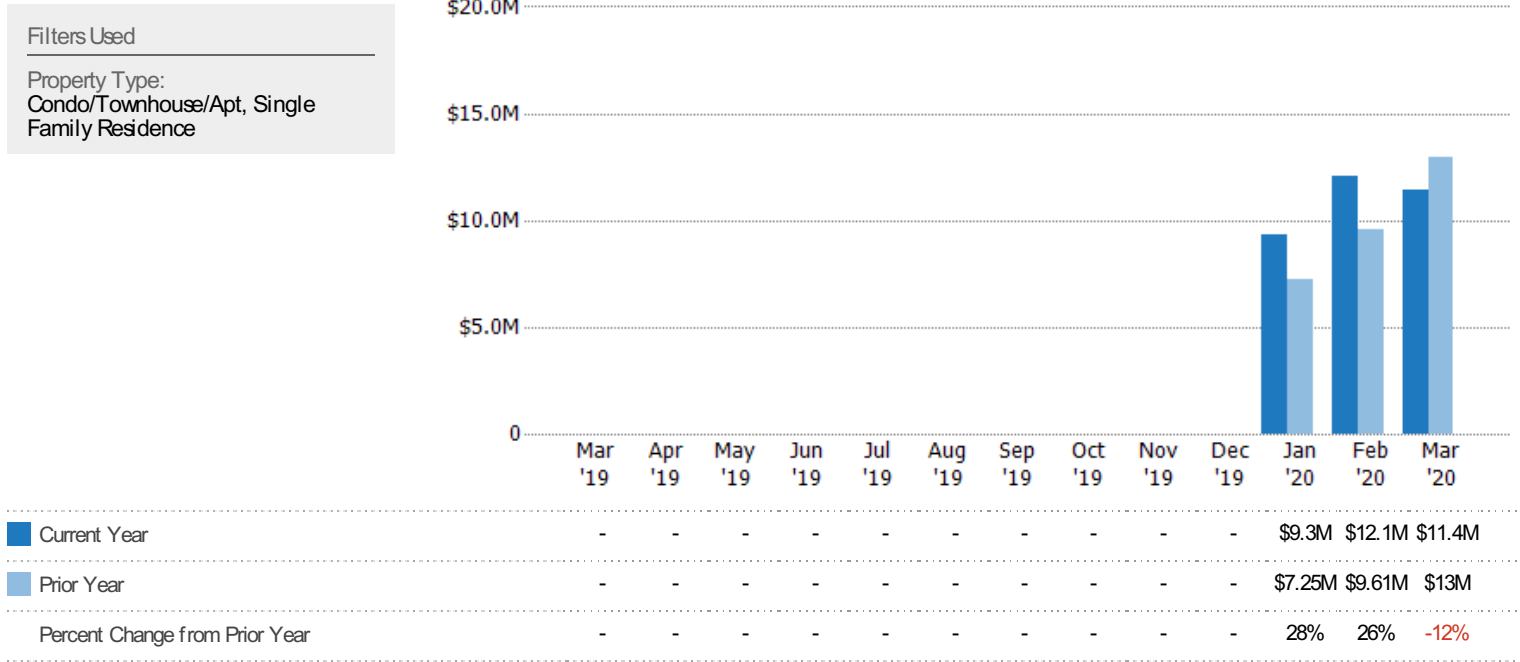 Filters Used
Property Type:
Condo/Townhouse/Apt, Single
Family Residence
$20.0M
$15.0M
$10.0M
$5.0M
0
Mar Apr May Jun Jul Aug Sep Oct Nov Dec Jan Feb Mar
'19 '19 '19 '19 '19 '19 '19 '19 '19 '19 '20 '20 '20
Current Year - - - - - - - - - - $9.3M $12.1M $11.4M
Prior Year - - - - - - - - - - $7.25M $9.61M $13M
Percent Change from Prior Year - - - - - - - - - - 28% 26% -12%